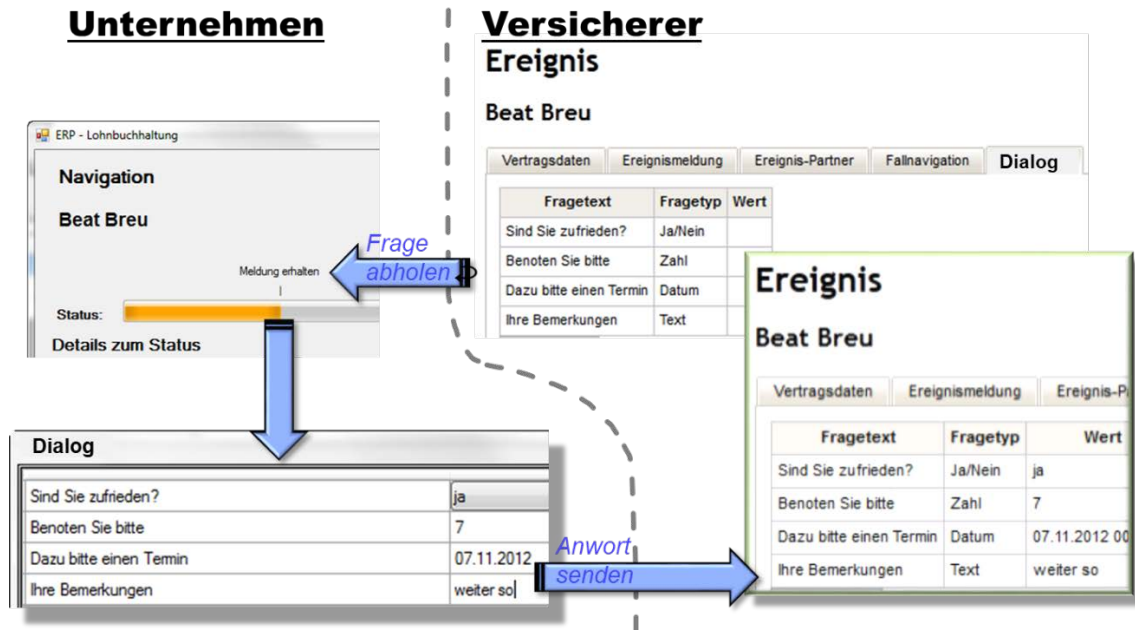 Unternehmen
Versicherer
Ereignis
Beat Breu
Vertragsdaten Ereignismeldung Ereignis-Partner Fallnavigation Dialog
Fragetext Fragetyp Wert
Sind Sie zufrieden? Ja/Nein
Benoten Sie bitte Zahl
Dazu bitte einen Termin Datum
Ihre Bemerkungen Text
ERP - Lohnbuchhaltung
Navigation
Beat Breu
Meldung erhalten
Status:
Details zum Status
Frage
abholen
Dialog
Sind Sie zufrieden? ja
Benoten Sie bitte 7
Dazu bitte einen Termin 07.11.2012
Ihre Bemerkungen weiter so
Anwort
senden
Ereignis
Beat Breu
Vertragsdaten Ereignismeldung Ereignis-P
Fragetext Fragetyp Wert
Sind Sie zufrieden? Ja/Nein ja
Benoten Sie bitte Zahl 7
Dazu bitte einen Termin Datum 07.11.2012 00
Ihre Bemerkungen Text weiter so